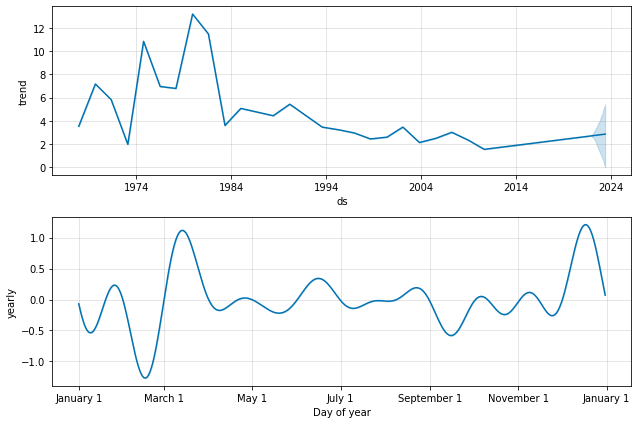 12
10
8
6
4
2
0
trend
1974 1984 1994 2004 2014 2024
ds
1.0
0.5
0.0
−0.5
−1.0
yearly
January 1 March 1 May 1 July 1 September 1 November 1 January 1
Day of year